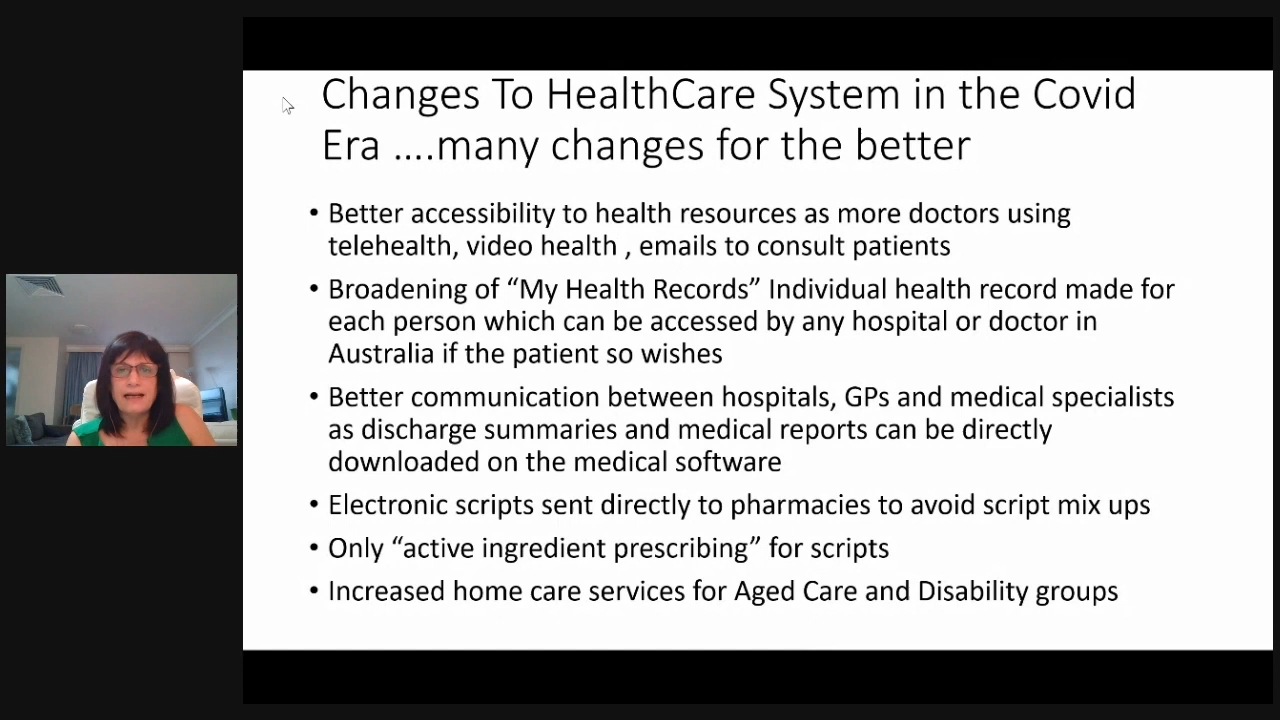 Changes To HealthCare System in the Covid
Era ....many changes for the better
• Better accessibility to health resources as more doctors using
telehealth, video health , emails to consult patients
• Broadening of “My Health Records” Individual health record made for
each person which can be accessed by any hospital or doctor in
Australia if the patient so wishes
• Better communication between hospitals, GPs and medical specialists
as discharge summaries and medical reports can be directly
downloaded on the medical software
• Electronic scripts sent directly to pharmacies to avoid script mix ups
• Only “active ingredient prescribing” for scripts
• Increased home care services for Aged Care and Disability groups